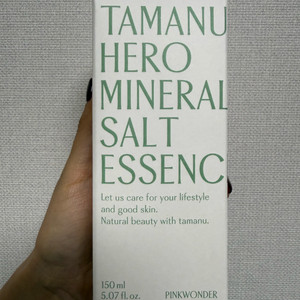 TAMANU
HERO
MINERAL
SALT
ESSENC
Let us care for your lifestyle
and good skin.
Natural beauty with tamanu.
150 ml
5.07 fl. oz. PINKWONDER